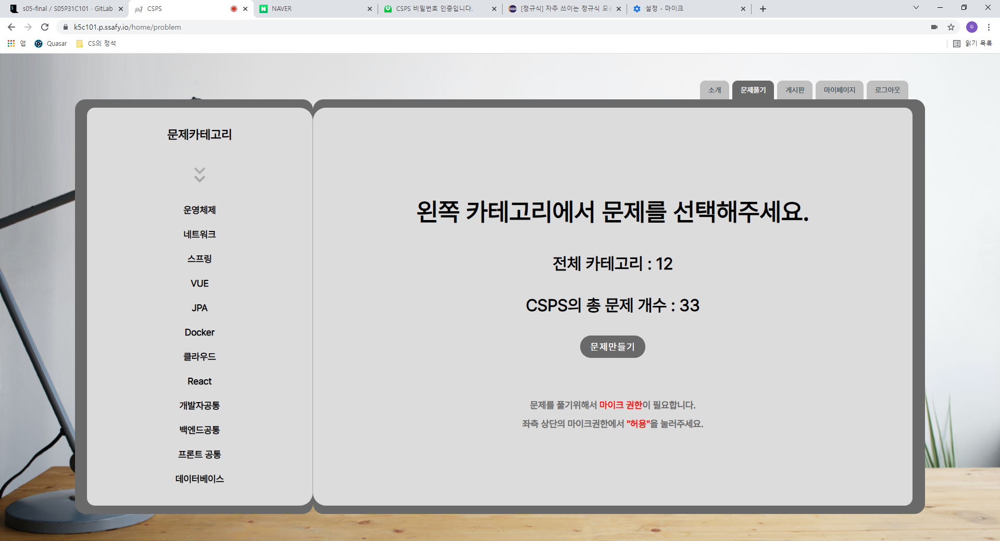 s05-final / S05P31C101 · GitLab
CSPS
NAVER
CSPS 비밀번호 인증입니다.
[정규식] 자주 쓰이는 정규식 모음
설정 - 마이크
k5c101.p.ssafy.io/home/problem
두
앱
Quasar
CS의 정석
읽기 목록
소개
문제풀기
게시판
마이페이지
로그아웃
문제카테고리
운영체제
네트워크
스프링
VUE
JPA
Docker
클라우드
React
개발자공통
백엔드공통
프론트 공통
데이터베이스
왼쪽 카테고리에서 문제를 선택해주세요.
전체 카테고리 : 12
CSPS의 총 문제 개수 : 33
문제만들기
문제를 풀기위해서 마이크 권한이 필요합니다.
좌측 상단의 마이크권한에서 "허용"을 눌러주세요.